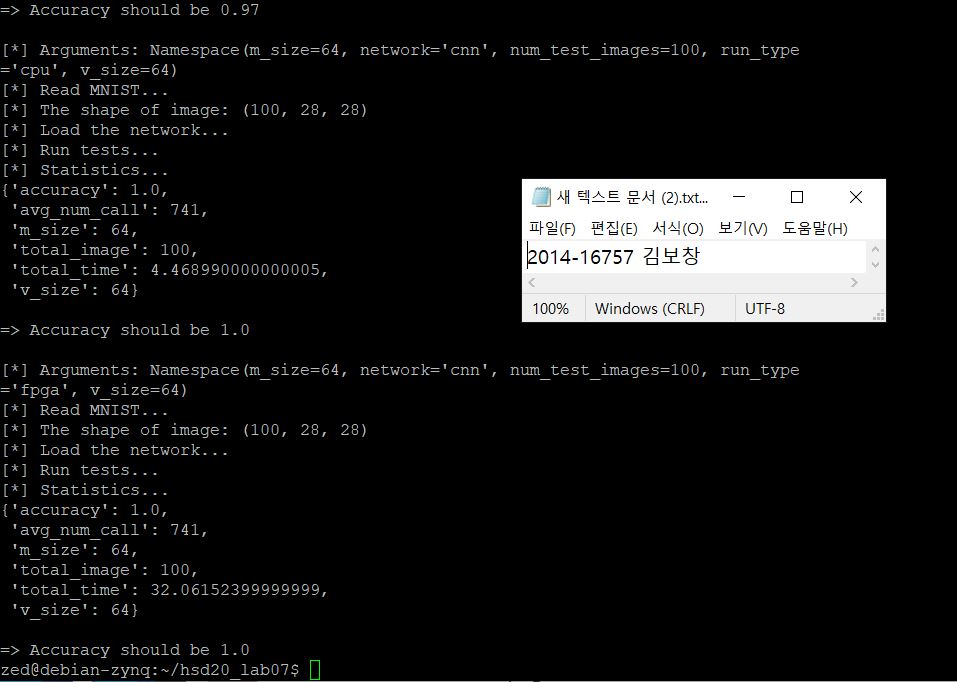 => Accuracy should be 0.97
[*] Arguments: Namespace(m_size=64, network='cnn', num_test_images=100, run_type
='cpu', v_size=64)
[*] Read MNIST...
[*] The shape of image: (100, 28, 28)
[*] Load the network...
[*] Run tests...
[*] Statistics...
{'accuracy': 1.0,
 'avg_num_call': 741,
 'm_size': 64,
 'total_image': 100,
 'total_time': 4.468990000000005,
 'v_size': 64}
=> Accuracy should be 1.0
[*] Arguments: Namespace(m_size=64, network='cnn', num_test_images=100, run_type
='fpga', v_size=64)
[*] Read MNIST...
[*] The shape of image: (100, 28, 28)
[*] Load the network...
[*] Run tests...
[*] Statistics...
{'accuracy': 1.0,
 'avg_num_call': 741,
 'm_size': 64,
 'total_image': 100,
 'total_time': 32.06152399999999,
 'v_size': 64}
=> Accuracy should be 1.0
zed@debian-zynq:~/hsd20_lab07$
새 텍스트 문서 (2).txt...
파일(F) 편집(E) 서식(O) 보기(V) 도움말(H)
2014-16757 김보창
100% Windows (CRLF) UTF-8